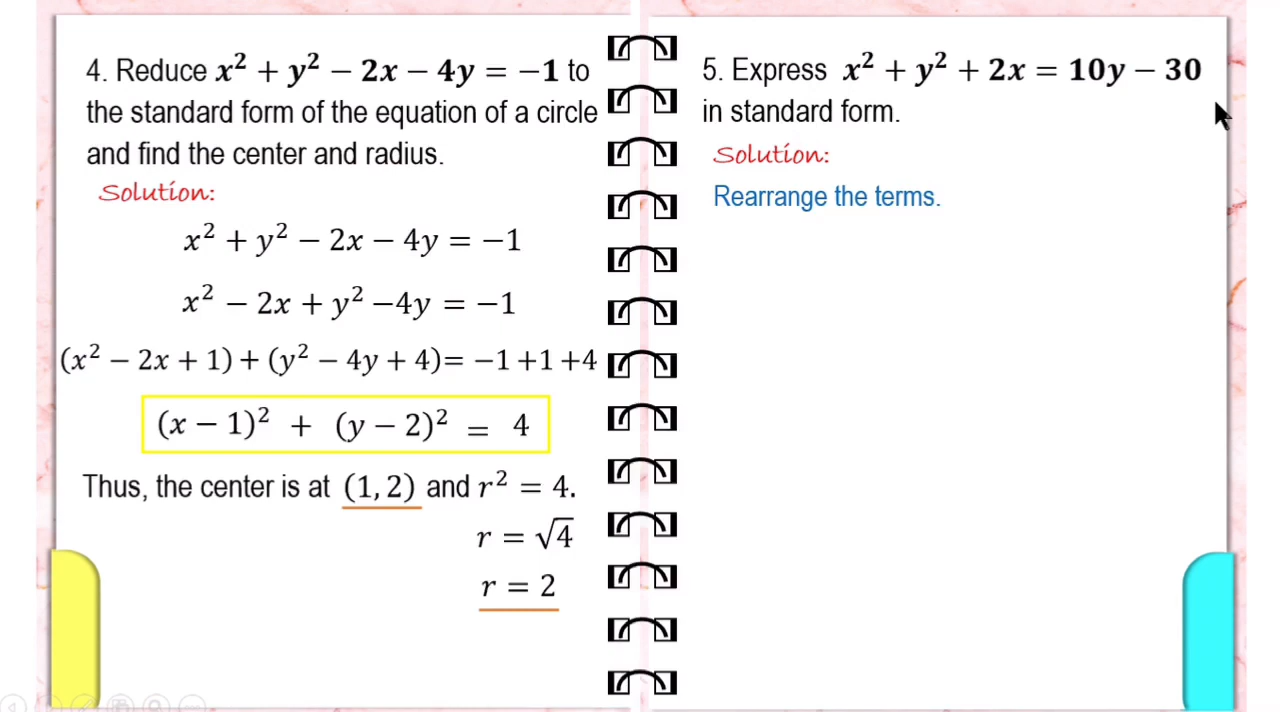 4. Reduce x² + y² − 2x − 4y = −1 to
the standard form of the equation of a circle
and find the center and radius.
Solution:
x² + y² − 2x − 4y = −1
x² − 2x + y² −4y = −1
(x² − 2x + 1) + (y² − 4y + 4)= −1 +1 +4
(x − 1)² + (y − 2)² = 4
Thus, the center is at (1, 2) and r² = 4.
r = √4
r = 2
5. Express x² + y² + 2x = 10y − 30
in standard form.
Solution:
Rearrange the terms.